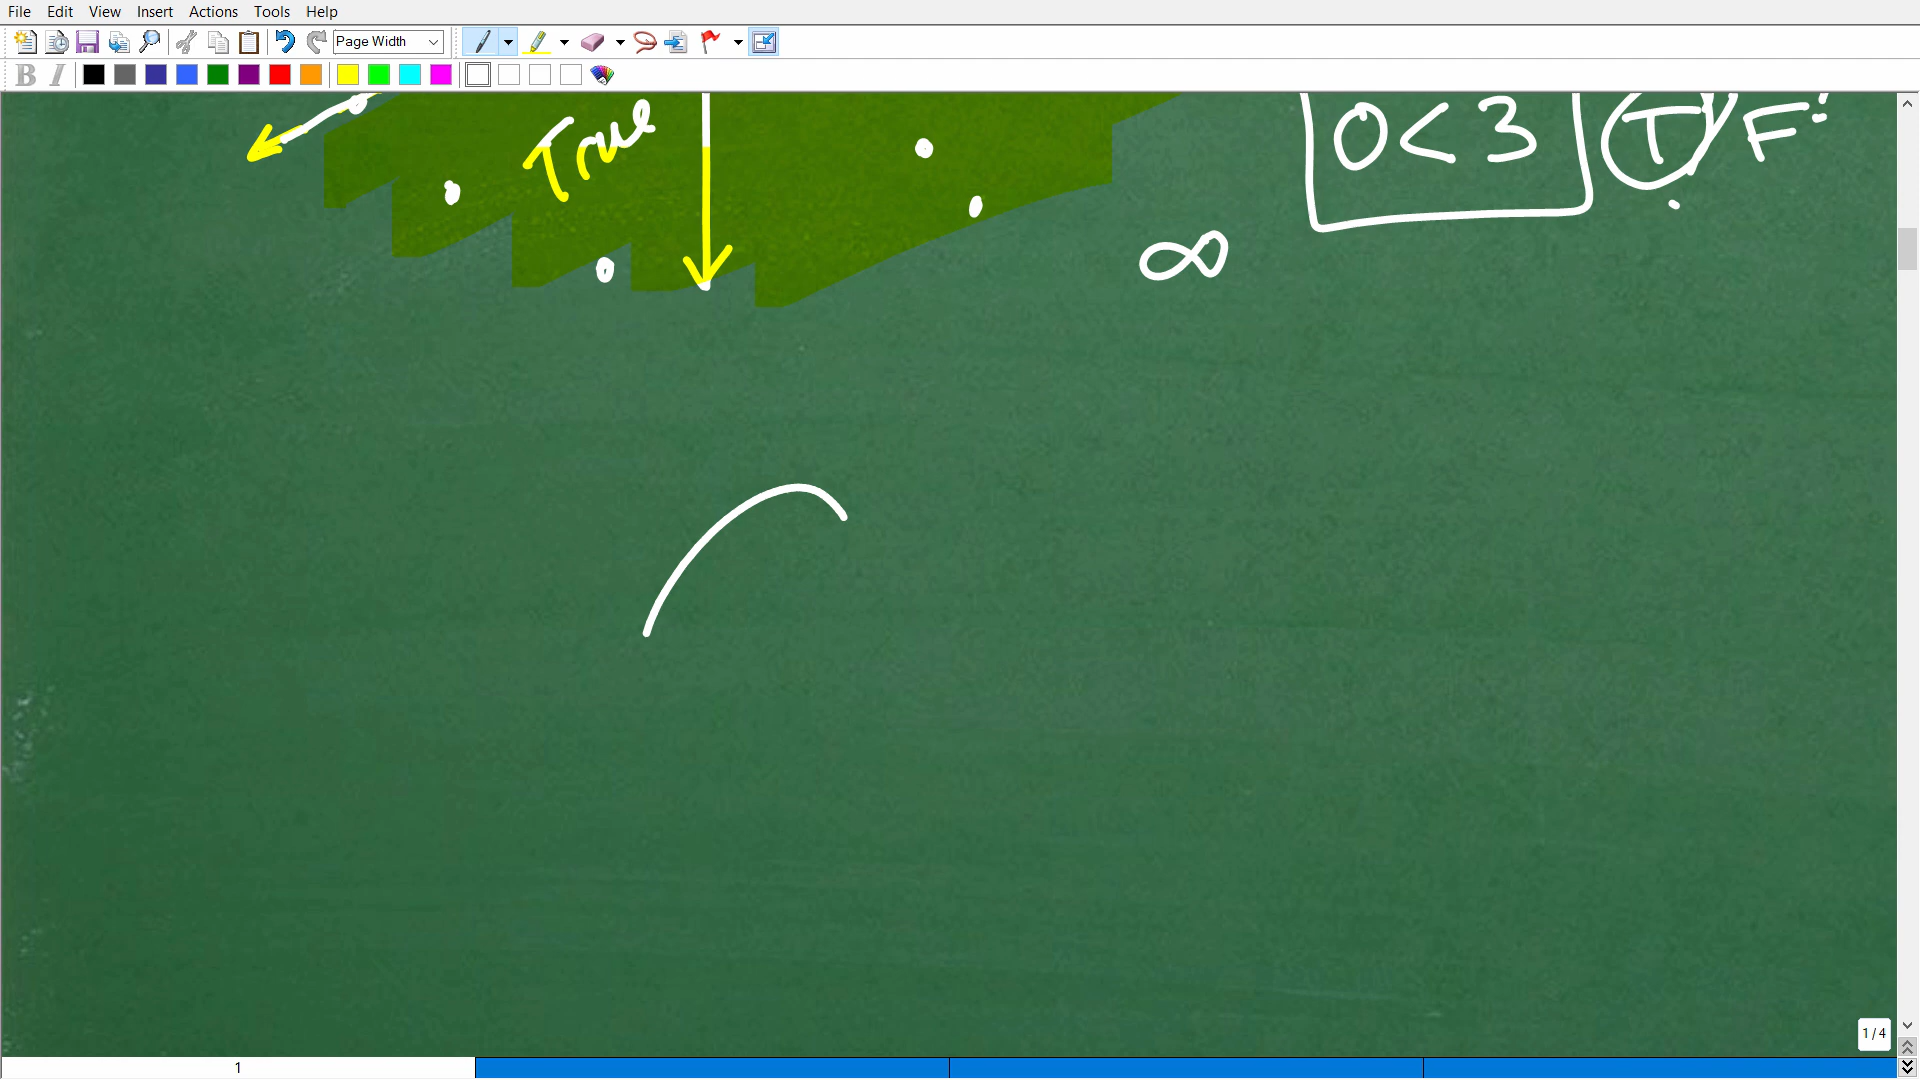 File Edit View Insert Actions Tools Help
Page Width
B I
True
0<3 T F
∞
1 / 4
1